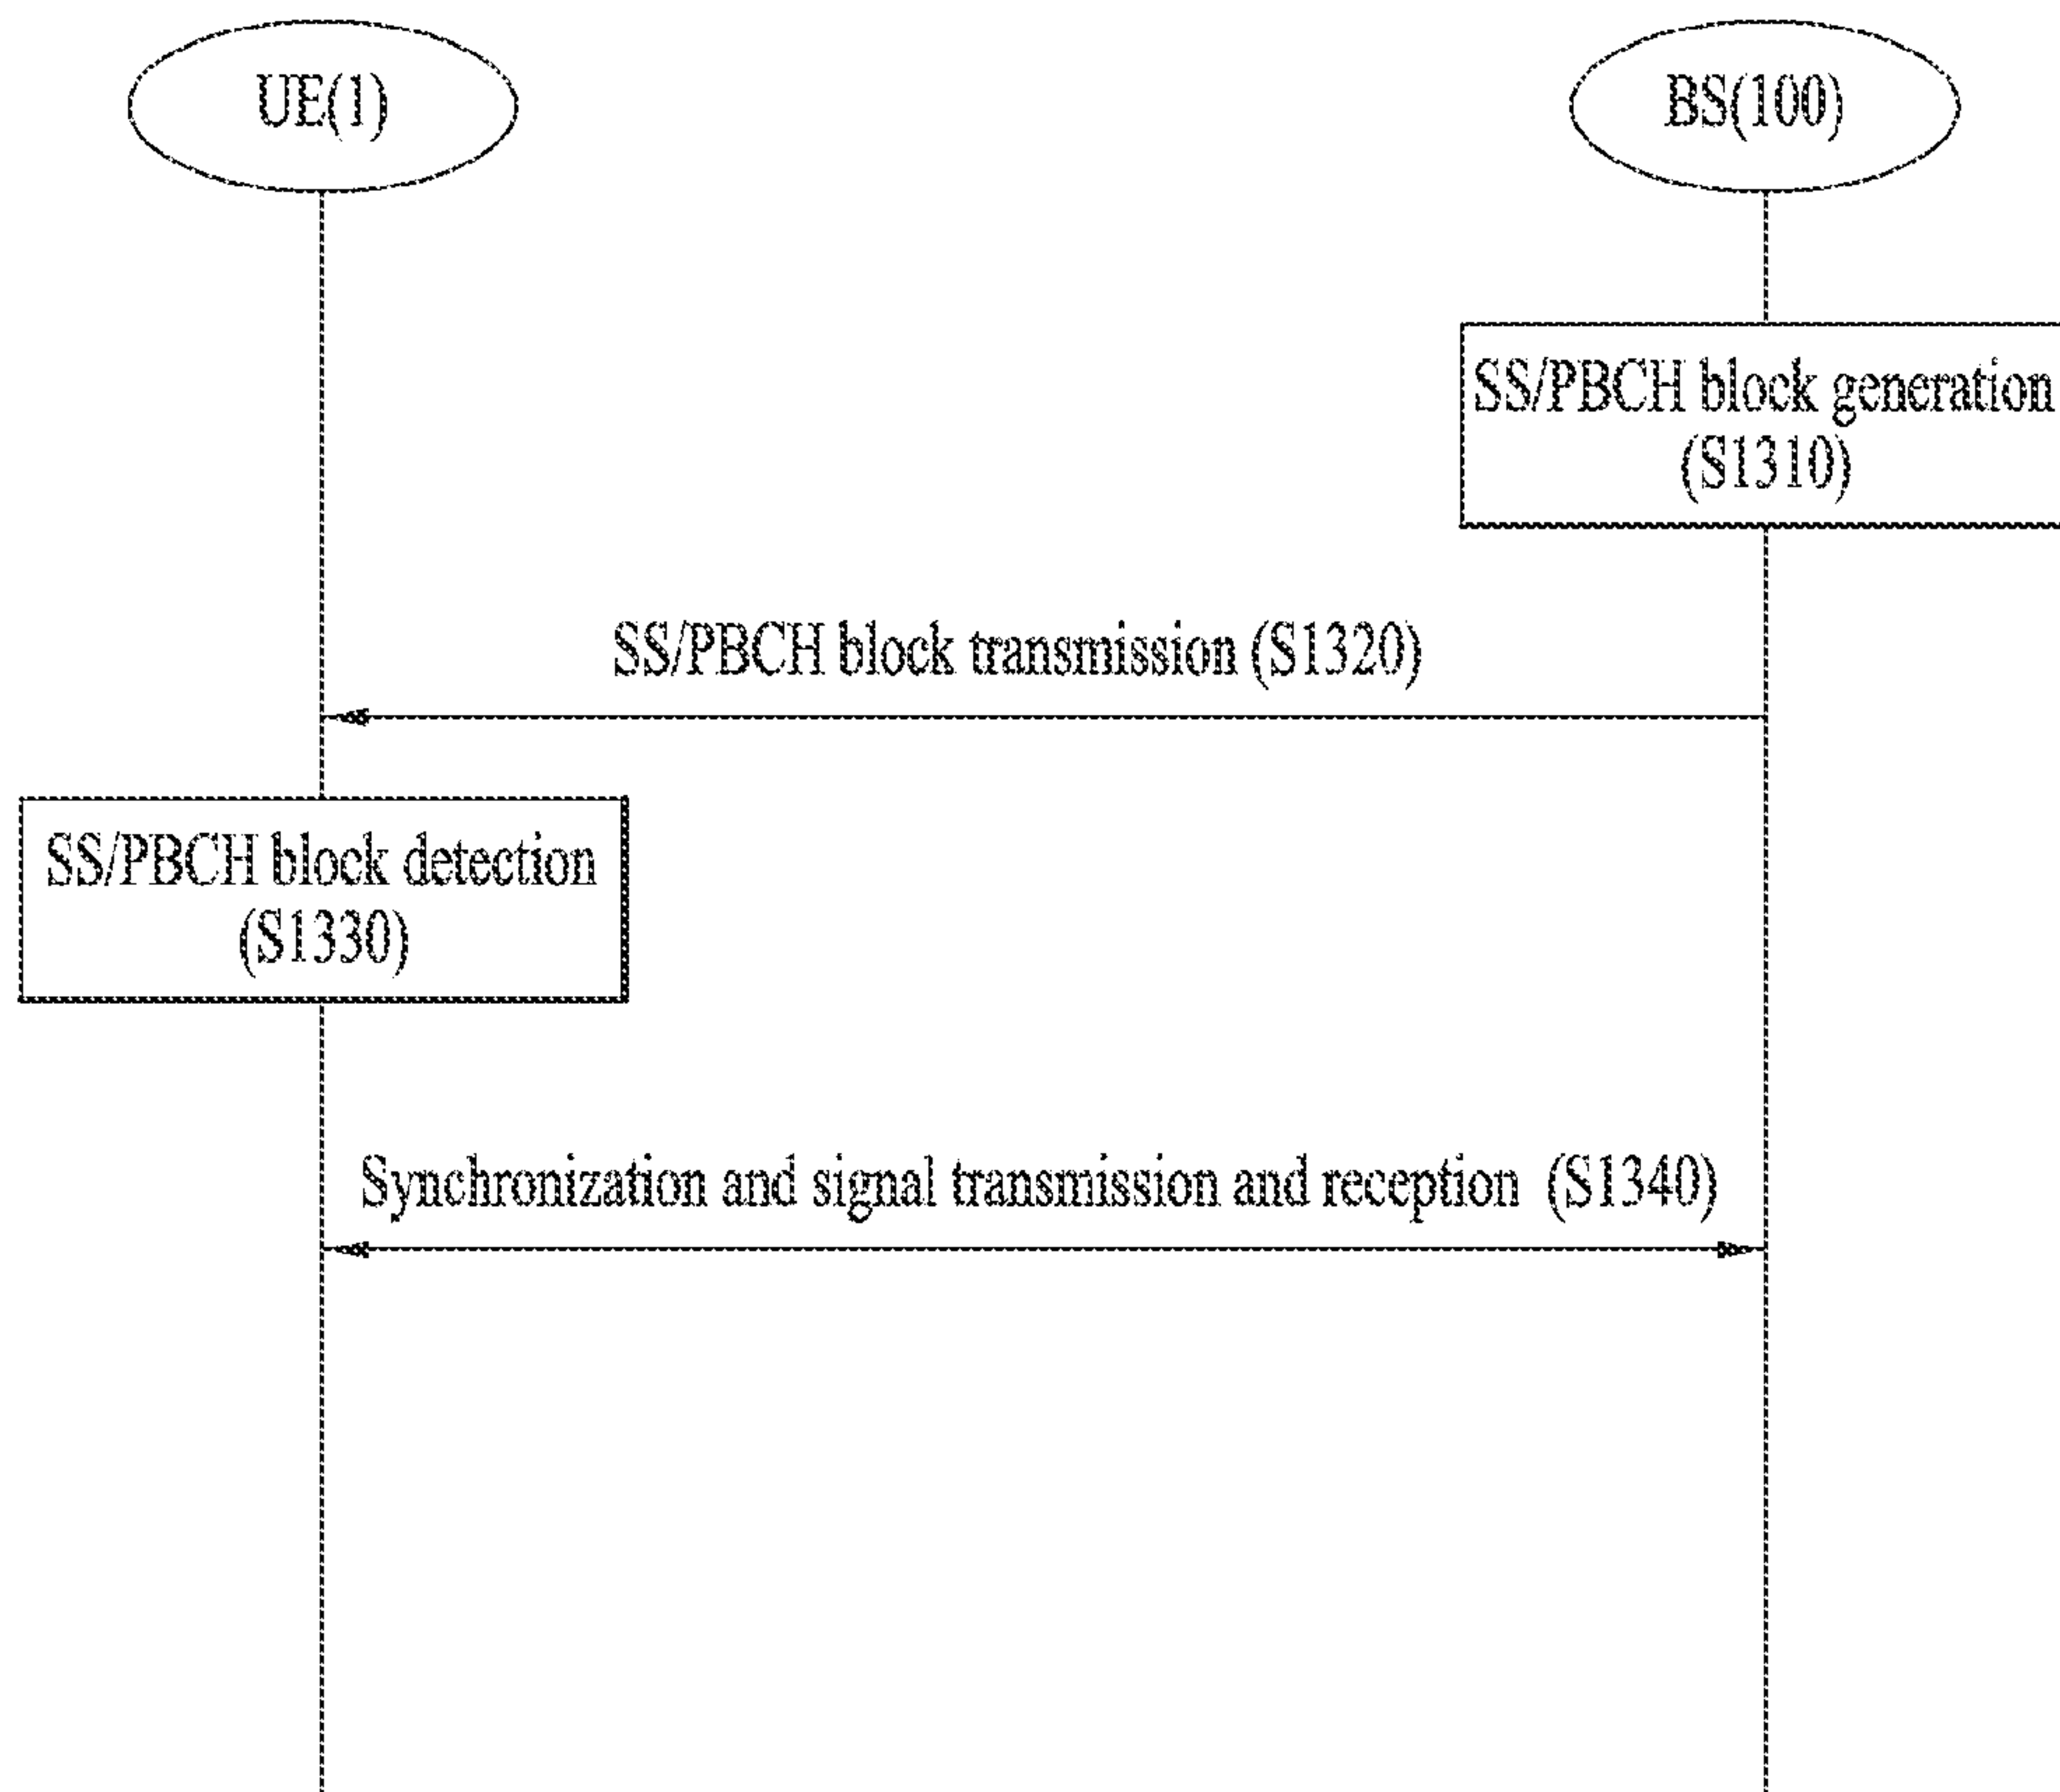 UE(1)
BS(100)
SS/PBCH block generation
(S1310)
SS/PBCH block transmission (S1320)
SS/PBCH block detection
(S1330)
Synchronization and signal transmission and reception (S1340)